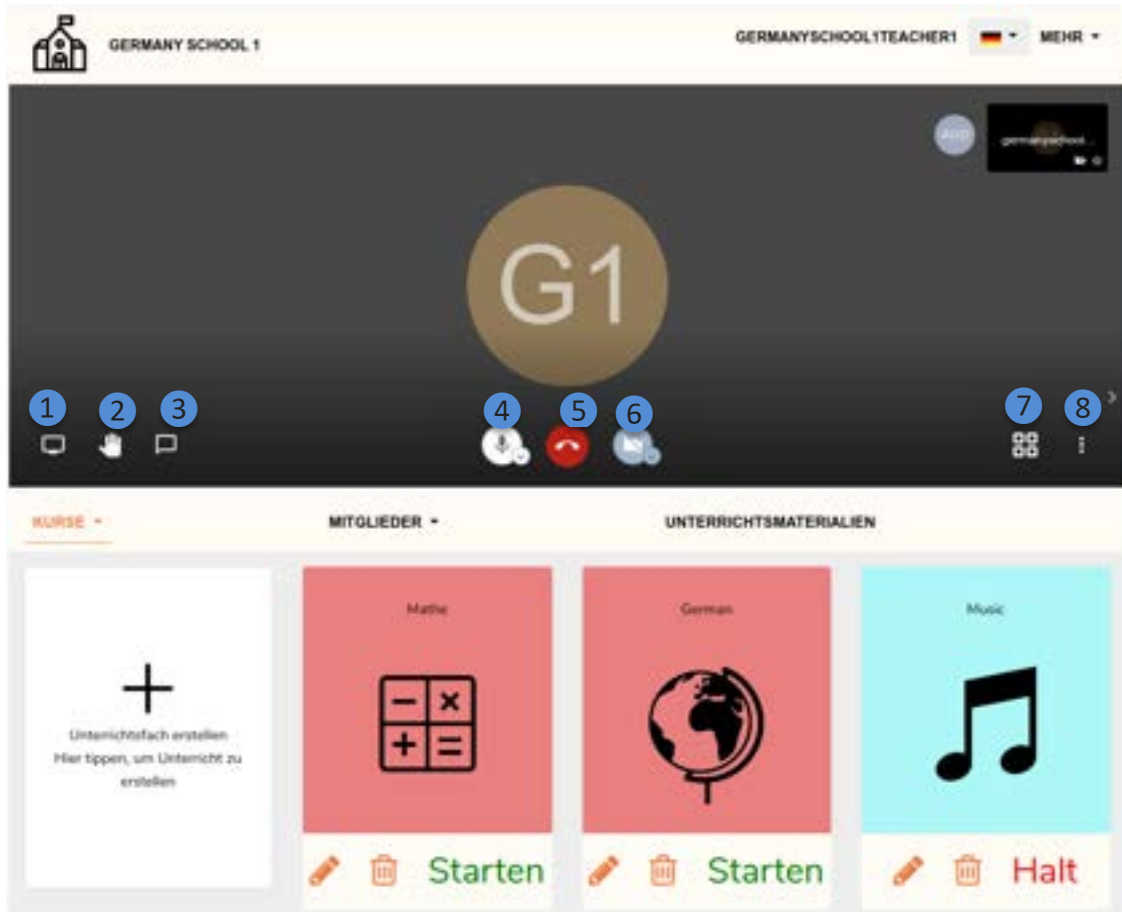 GERMANY SCHOOL 1
GERMANYSCHOOL1TEACHER1
MEHR
germanyschool...
G1
1
2
3
4
5
6
7
8
KURSE
MITGLIEDER
UNTERRICHTSMATERIALIEN
Unterrichtsfach erstellen
Hier tippen, um Unterricht zu
erstellen
Mathe
German
Music
Starten
Starten
Halt